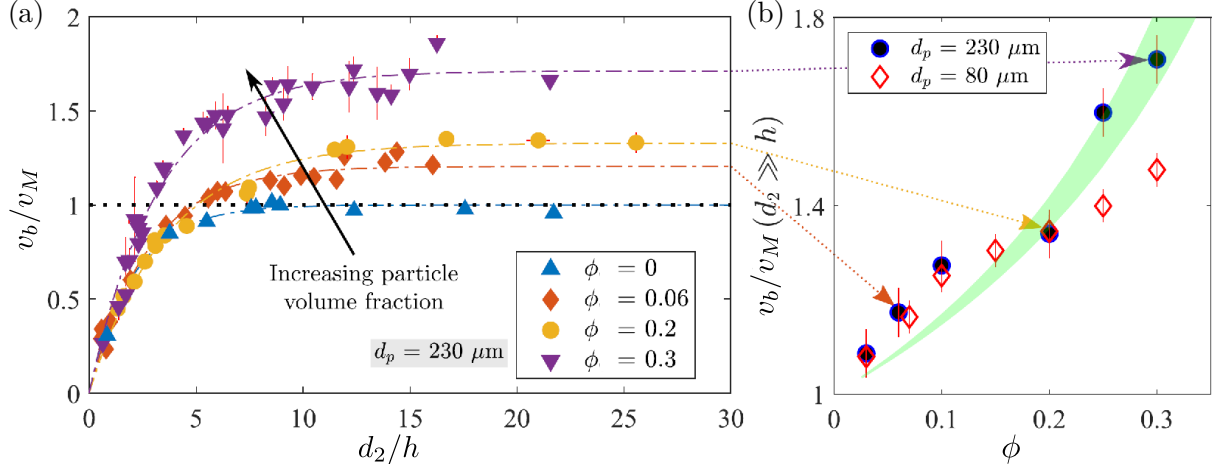 (a)
2
1.5
1
0.5
0
v_b/v_M
0
5
10
15
20
25
30
d_2/h
Increasing particle
volume fraction
d_p = 230 μm
ϕ = 0
ϕ = 0.06
ϕ = 0.2
ϕ = 0.3
(b)
1.8
1.4
1
v_b/v_M (d_2 ≫ h)
d_p = 230 μm
d_p = 80 μm
0
0.1
0.2
0.3
ϕ